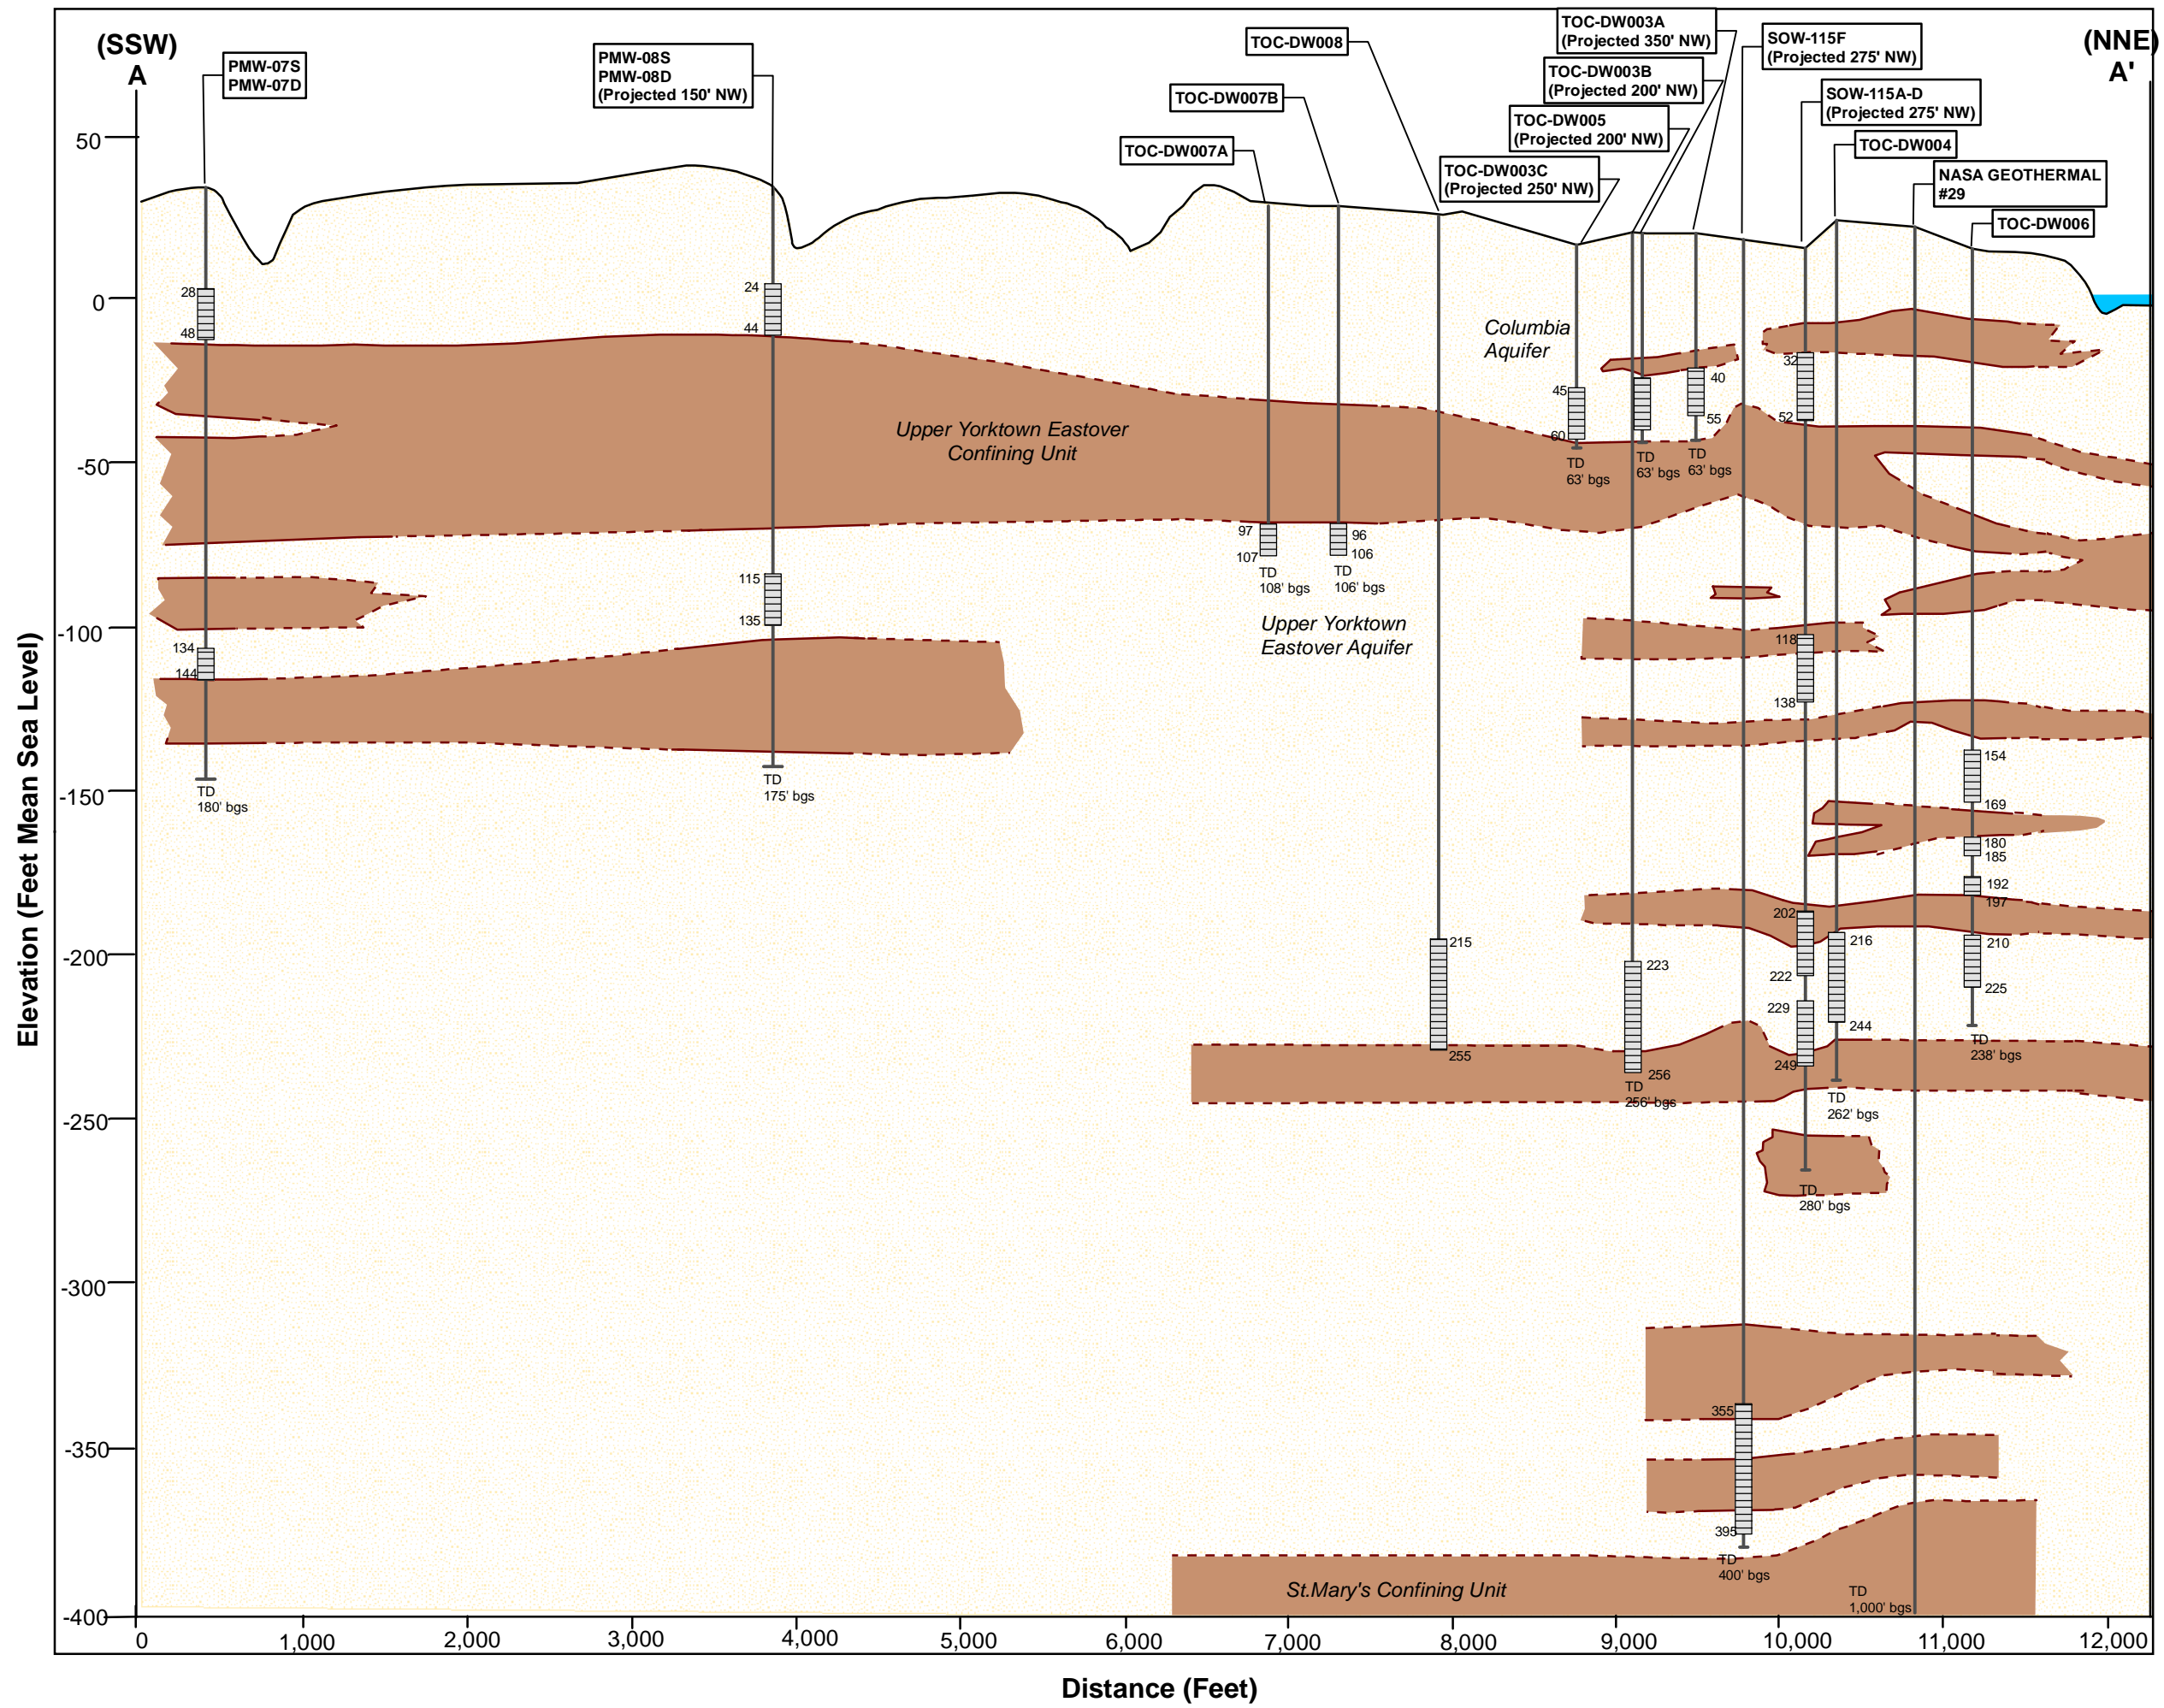 (SSW)
A
(NNE)
A'
PMW-07S
PMW-07D
PMW-08S
PMW-08D
(Projected 150' NW)
TOC-DW007A
TOC-DW007B
TOC-DW008
TOC-DW003C
(Projected 250' NW)
TOC-DW005
(Projected 200' NW)
TOC-DW003B
(Projected 200' NW)
TOC-DW003A
(Projected 350' NW)
SOW-115F
(Projected 275' NW)
SOW-115A-D
(Projected 275' NW)
TOC-DW004
NASA GEOTHERMAL
#29
TOC-DW006
Elevation (Feet Mean Sea Level)
50
0
-50
-100
-150
-200
-250
-300
-350
-400
28
48
134
144
TD
180' bgs
24
44
115
135
TD
175' bgs
Upper Yorktown Eastover
Confining Unit
97
107
TD
108' bgs
96
106
TD
106' bgs
Upper Yorktown
Eastover Aquifer
Columbia
Aquifer
215
255
45
60
TD
63' bgs
TD
63' bgs
40
55
TD
63' bgs
223
256
TD
256' bgs
355
395
TD
400' bgs
32
52
118
138
202
222
229
249
TD
280' bgs
216
244
TD
262' bgs
154
169
180
185
192
197
210
225
TD
238' bgs
TD
1,000' bgs
St.Mary's Confining Unit
0
1,000
2,000
3,000
4,000
5,000
6,000
7,000
8,000
9,000
10,000
11,000
12,000
Distance (Feet)